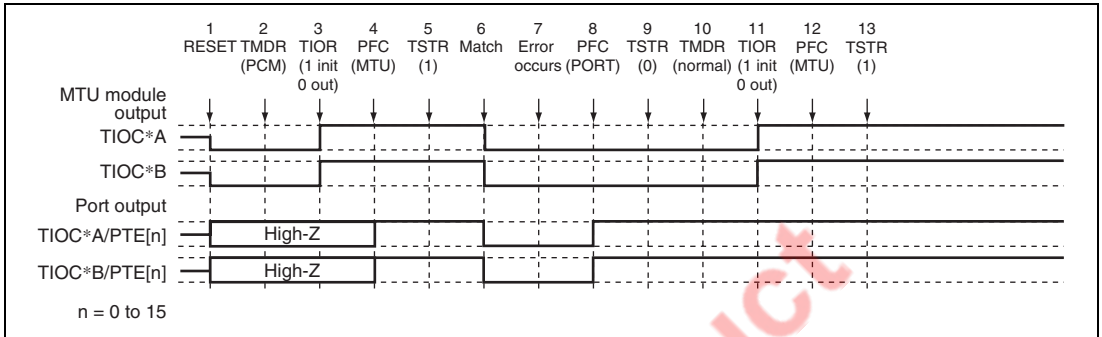 1 2 3 4 5 6 7 8 9 10 11 12 13
RESET TMDR TIOR PFC TSTR Match Error PFC TSTR TMDR TIOR PFC TSTR
(PCM) (1 init (MTU) (1) occurs (PORT) (0) (normal) (1 init (MTU) (1)
0 out) 0 out)
MTU module
output
TIOC*A
TIOC*B
Port output
TIOC*A/PTE[n] High-Z
TIOC*B/PTE[n] High-Z
n = 0 to 15
uct